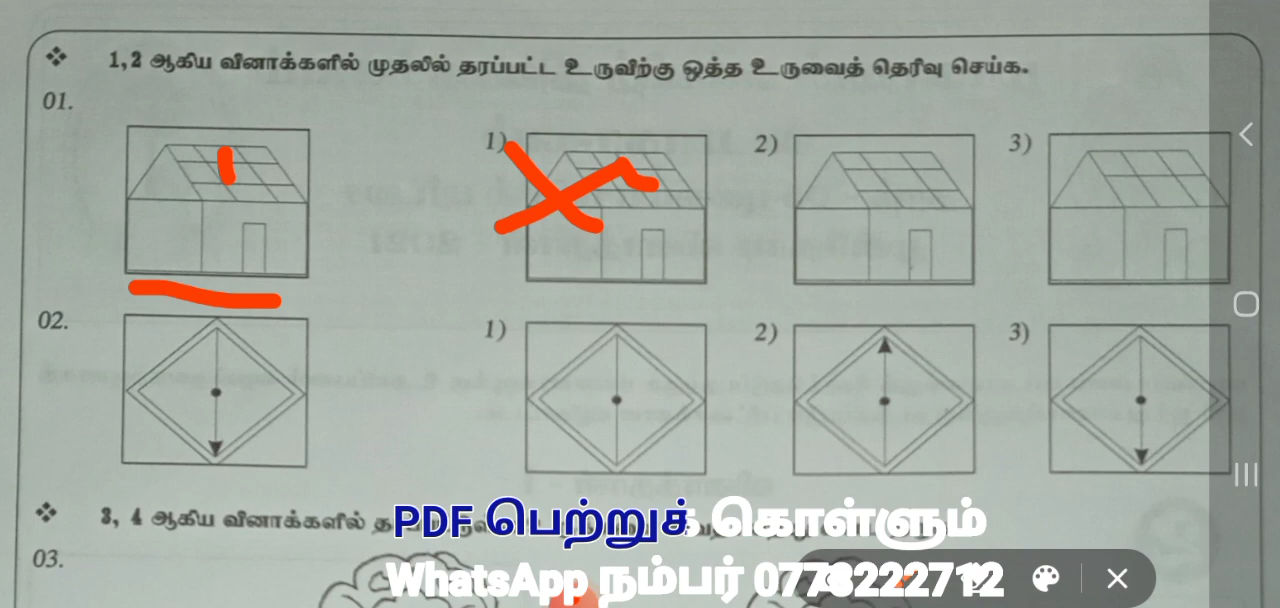 1,2 ஆகிய வினாக்களில் முதலில் தரப்பட்ட உருவிற்கு ஒத்த உருவைத் தெரிவு செய்க.
01.
1) 2) 3)
02.
1) 2) 3)
3, 4 ஆகிய வினாக்களில்
PDF பெற்றுக் கொள்ளும்
03.
WhatsApp நம்பர் 0778222712